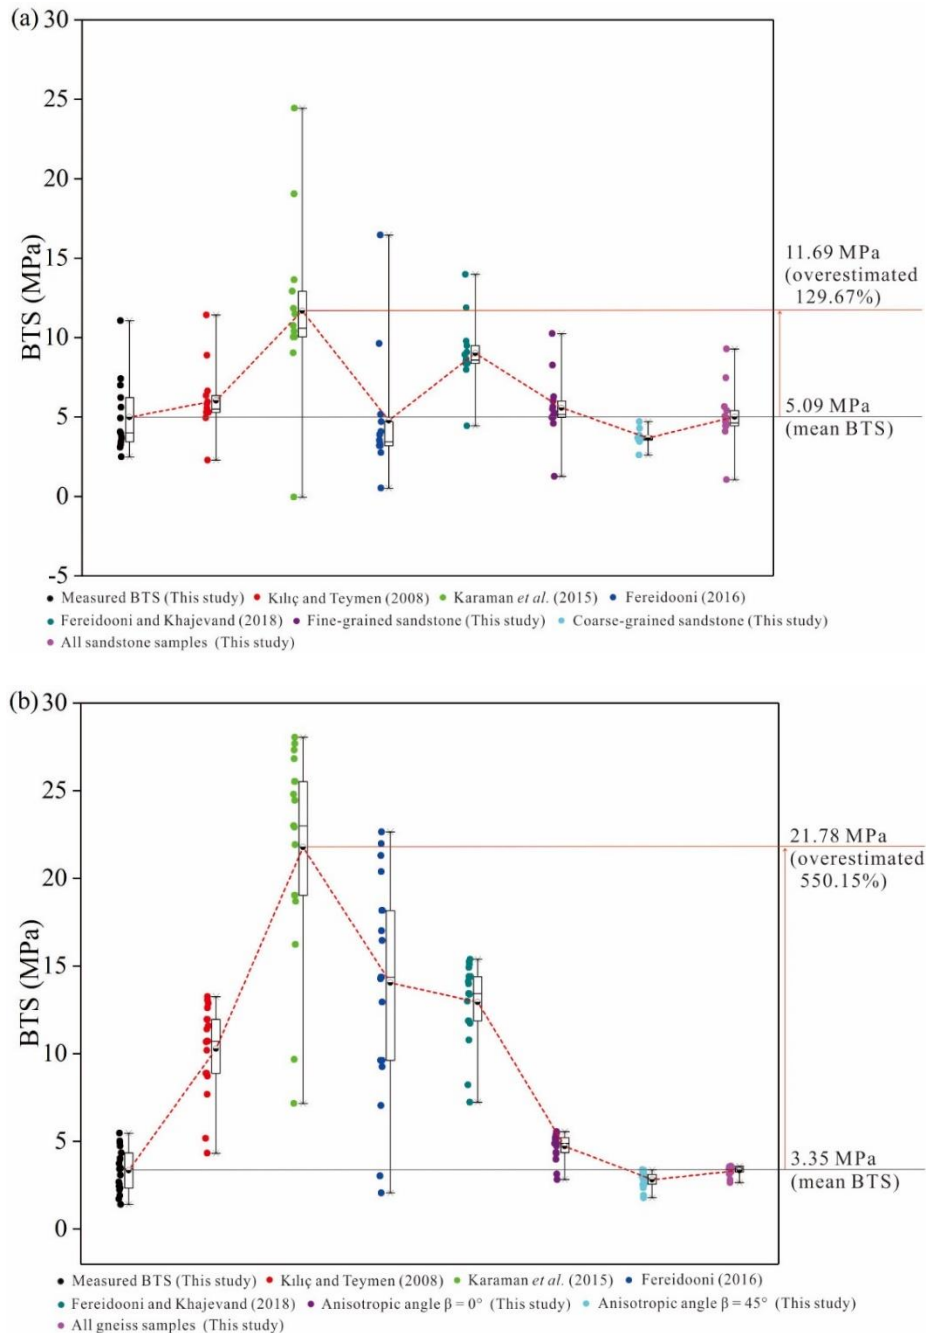 (a)
30
25
20
15
10
5
0
-5
BTS (MPa)
11.69 MPa
(overestimated
129.67%)
5.09 MPa
(mean BTS)
Measured BTS (This study) Kılıç and Teymen (2008) Karaman et al. (2015) Fereidooni (2016)
Fereidooni and Khajevand (2018) Fine-grained sandstone (This study) Coarse-grained sandstone (This study)
All sandstone samples (This study)
(b)
30
25
20
15
10
5
0
BTS (MPa)
21.78 MPa
(overestimated
550.15%)
3.35 MPa
(mean BTS)
Measured BTS (This study) Kılıç and Teymen (2008) Karaman et al. (2015) Fereidooni (2016)
Fereidooni and Khajevand (2018) Anisotropic angle β = 0° (This study) Anisotropic angle β = 45° (This study)
All gneiss samples (This study)